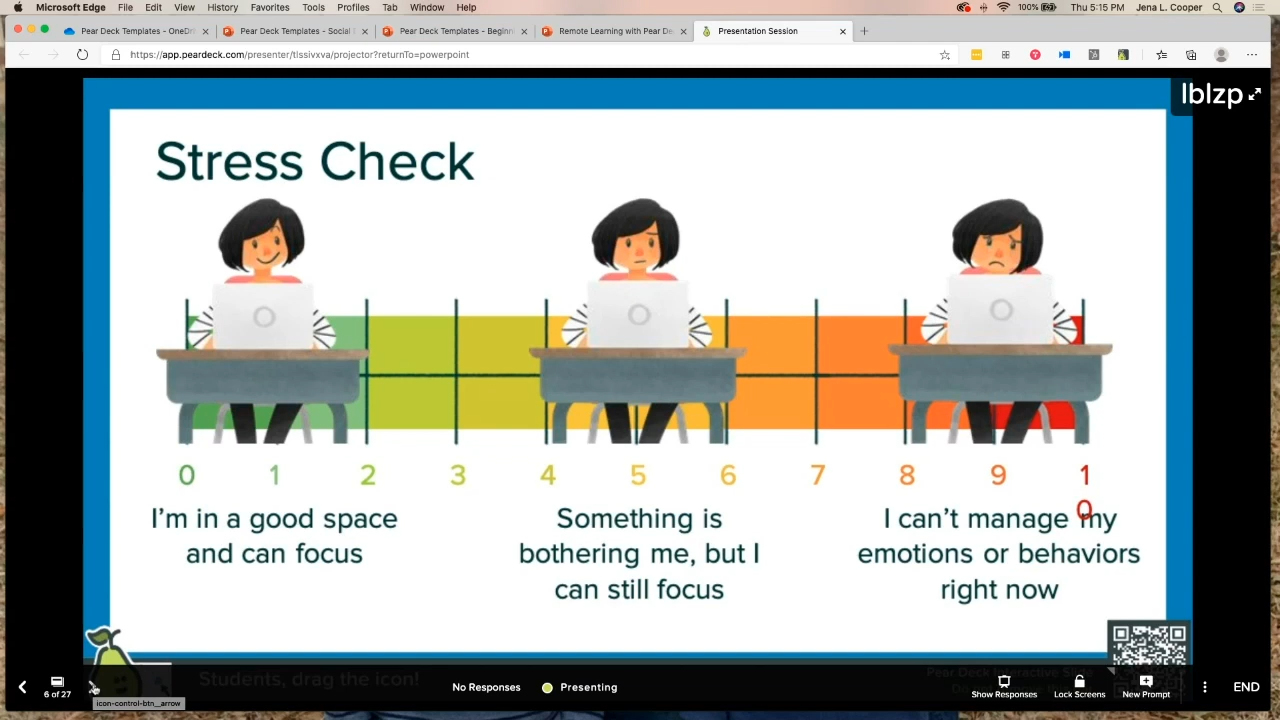 Microsoft Edge File Edit View History Favorites Tools Profiles Tab Window Help 100% Thu 5:15 PM Jena L. Cooper
Pear Deck Templates - OneDr Pear Deck Templates - Social Pear Deck Templates - Beginn Remote Learning with Pear De Presentation Session
https://app.peardeck.com/presenter/tlssivxva/projector?returnTo=powerpoint
lblzp
Stress Check
0 1 2 3 4 5 6 7 8 9 10
I'm in a good space
and can focus
Something is
bothering me, but I
can still focus
I can't manage my
emotions or behaviors
right now
Students, drag the icon!
Pear Deck Interactive Slide
6 of 27
No Responses
Presenting
Show Responses
Lock Screens
New Prompt
END
icon-control-btn_arrow